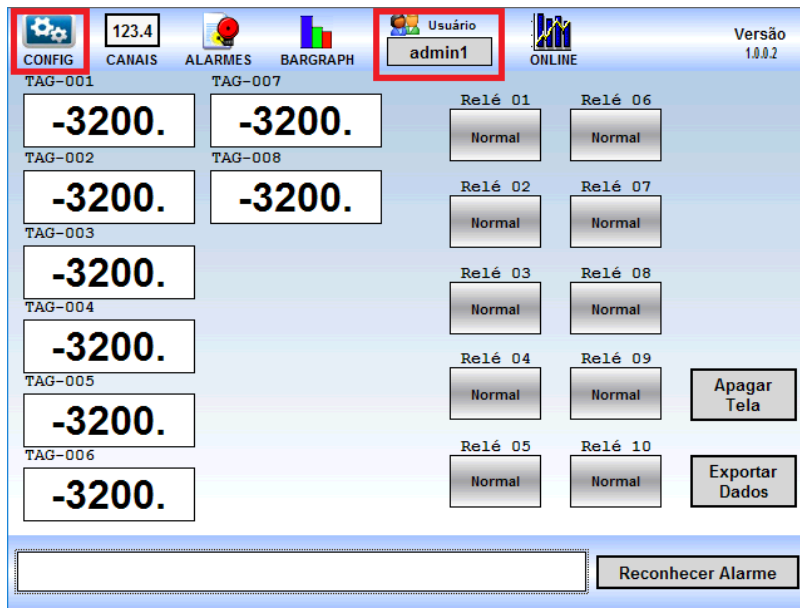 CONFIG
123.4
CANAIS
ALARMES
BARGRAPH
Usuário
admin1
ONLINE
Versão
1.0.0.2
TAG-001
-3200.
TAG-002
-3200.
TAG-003
-3200.
TAG-004
-3200.
TAG-005
-3200.
TAG-006
-3200.
TAG-007
-3200.
TAG-008
-3200.
Relé 01
Normal
Relé 02
Normal
Relé 03
Normal
Relé 04
Normal
Relé 05
Normal
Relé 06
Normal
Relé 07
Normal
Relé 08
Normal
Relé 09
Normal
Relé 10
Normal
Apagar
Tela
Exportar
Dados
Reconhecer Alarme